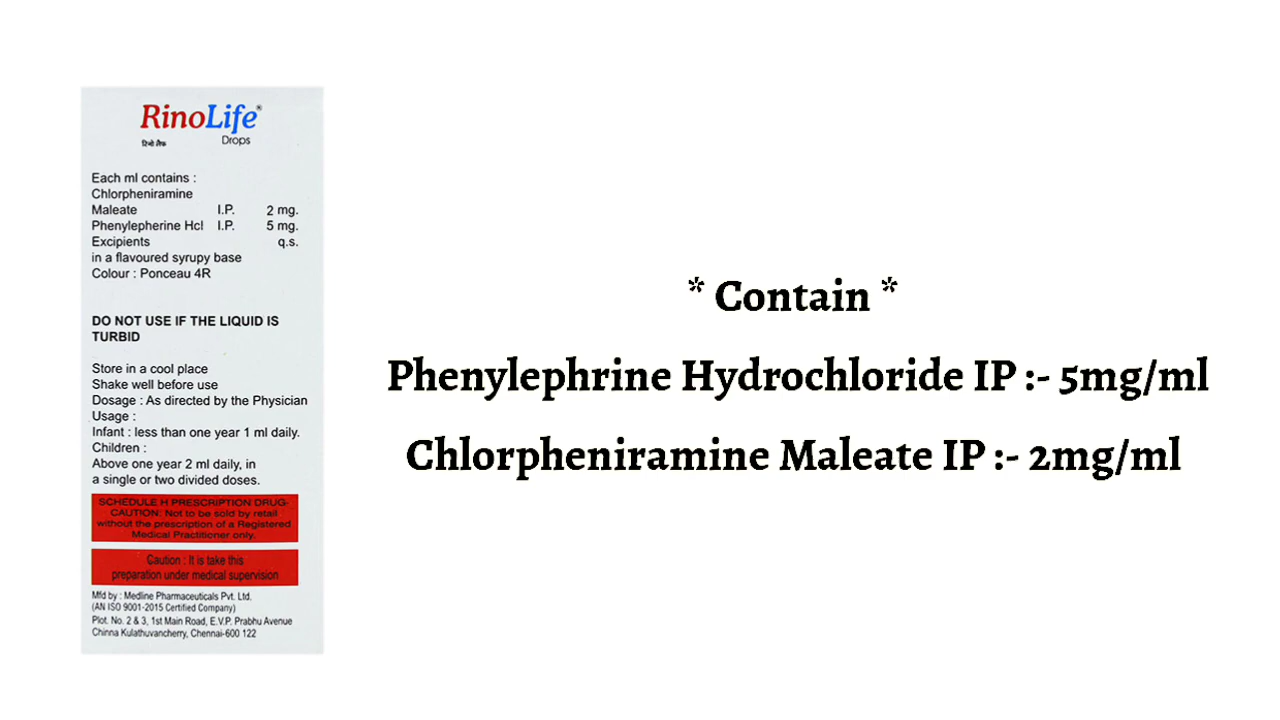 RinoLife®
Drops
Each ml contains :
Chlorpheniramine
Maleate I.P. 2 mg.
Phenylepherine Hcl I.P. 5 mg.
Excipients q.s.
in a flavoured syrupy base
Colour : Ponceau 4R
DO NOT USE IF THE LIQUID IS
TURBID
Store in a cool place
Shake well before use
Dosage : As directed by the Physician
Usage :
Infant : less than one year 1 ml daily.
Children :
Above one year 2 ml daily, in
a single or two divided doses.
SCHEDULE H PRESCRIPTION DRUG-
CAUTION: Not to be sold by retail
without the prescription of a Registered
Medical Practitioner only.
Caution : It is take this
preparation under medical supervision
Mfd by : Medline Pharmaceuticals Pvt. Ltd.
(AN ISO 9001-2015 Certified Company)
Plot. No. 2 & 3, 1st Main Road, E.V.P. Prabhu Avenue
Chinna Kulathuvancherry, Chennai-600 122
* Contain *
Phenylephrine Hydrochloride IP :- 5mg/ml
Chlorpheniramine Maleate IP :- 2mg/ml